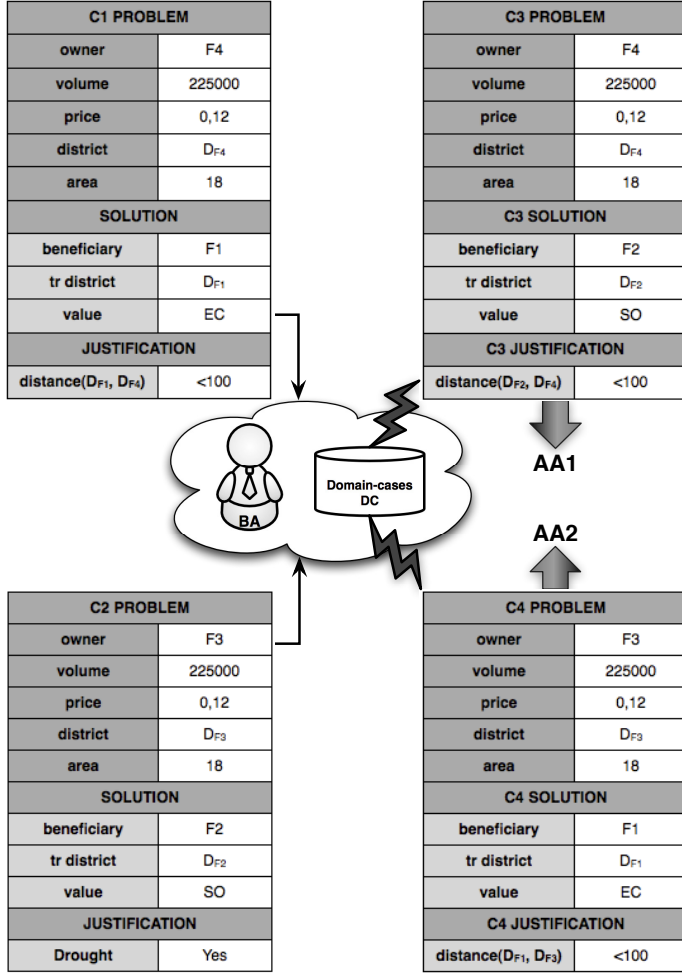 C1 PROBLEM
owner F4
volume 225000
price 0,12
district DF4
area 18
SOLUTION
beneficiary F1
tr district DF1
value EC
JUSTIFICATION
distance(DF1, DF4) <100
C3 PROBLEM
owner F4
volume 225000
price 0,12
district DF4
area 18
C3 SOLUTION
beneficiary F2
tr district DF2
value SO
C3 JUSTIFICATION
distance(DF2, DF4) <100
BA
Domain-cases
DC
AA1
AA2
C2 PROBLEM
owner F3
volume 225000
price 0,12
district DF3
area 18
SOLUTION
beneficiary F2
tr district DF2
value SO
JUSTIFICATION
Drought Yes
C4 PROBLEM
owner F3
volume 225000
price 0,12
district DF3
area 18
C4 SOLUTION
beneficiary F1
tr district DF1
value EC
C4 JUSTIFICATION
distance(DF1, DF3) <100